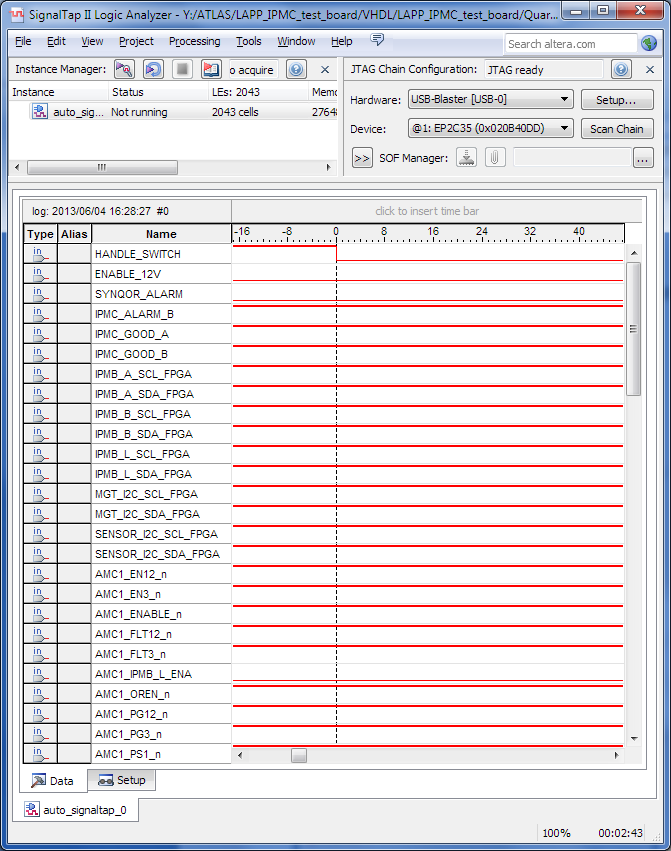 SignalTap II Logic Analyzer - Y:/ATLAS/LAPP_IPMC_test_board/VHDL/LAPP_IPMC_test_board/Quar...
File Edit View Project Processing Tools Window Help Search altera.com
Instance Manager: o acquire
JTAG Chain Configuration: JTAG ready
Instance Status LEs: 2043 Memo
auto_sig... Not running 2043 cells 27648
Hardware: USB-Blaster [USB-0] Setup...
Device: @1: EP2C35 (0x020B40DD) Scan Chain
>> SOF Manager: ...
log: 2013/06/04 16:28:27 #0 click to insert time bar
Type Alias Name -16 -8 0 8 16 24 32 40
in HANDLE_SWITCH
in ENABLE_12V
in SYNQOR_ALARM
in IPMC_ALARM_B
in IPMC_GOOD_A
in IPMC_GOOD_B
in IPMB_A_SCL_FPGA
in IPMB_A_SDA_FPGA
in IPMB_B_SCL_FPGA
in IPMB_B_SDA_FPGA
in IPMB_L_SCL_FPGA
in IPMB_L_SDA_FPGA
in MGT_I2C_SCL_FPGA
in MGT_I2C_SDA_FPGA
in SENSOR_I2C_SCL_FPGA
in SENSOR_I2C_SDA_FPGA
in AMC1_EN12_n
in AMC1_EN3_n
in AMC1_ENABLE_n
in AMC1_FLT12_n
in AMC1_FLT3_n
in AMC1_IPMB_L_ENA
in AMC1_OREN_n
in AMC1_PG12_n
in AMC1_PG3_n
in AMC1_PS1_n
Data Setup
auto_signaltap_0
100% 00:02:43